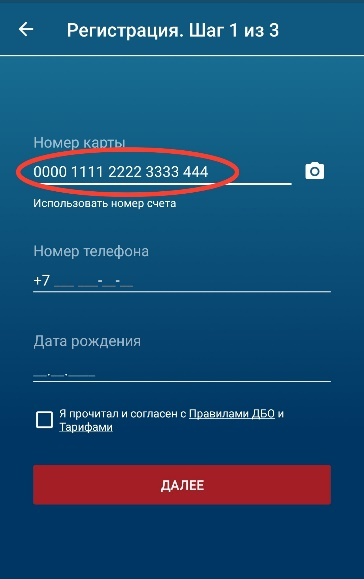 Регистрация. Шаг 1 из 3
Номер карты
0000 1111 2222 3333 444
Использовать номер счета
Номер телефона
+7 ___ ___-__-__
Дата рождения
__.__.____
Я прочитал и согласен с Правилами ДБО и
Тарифами
ДАЛЕЕ